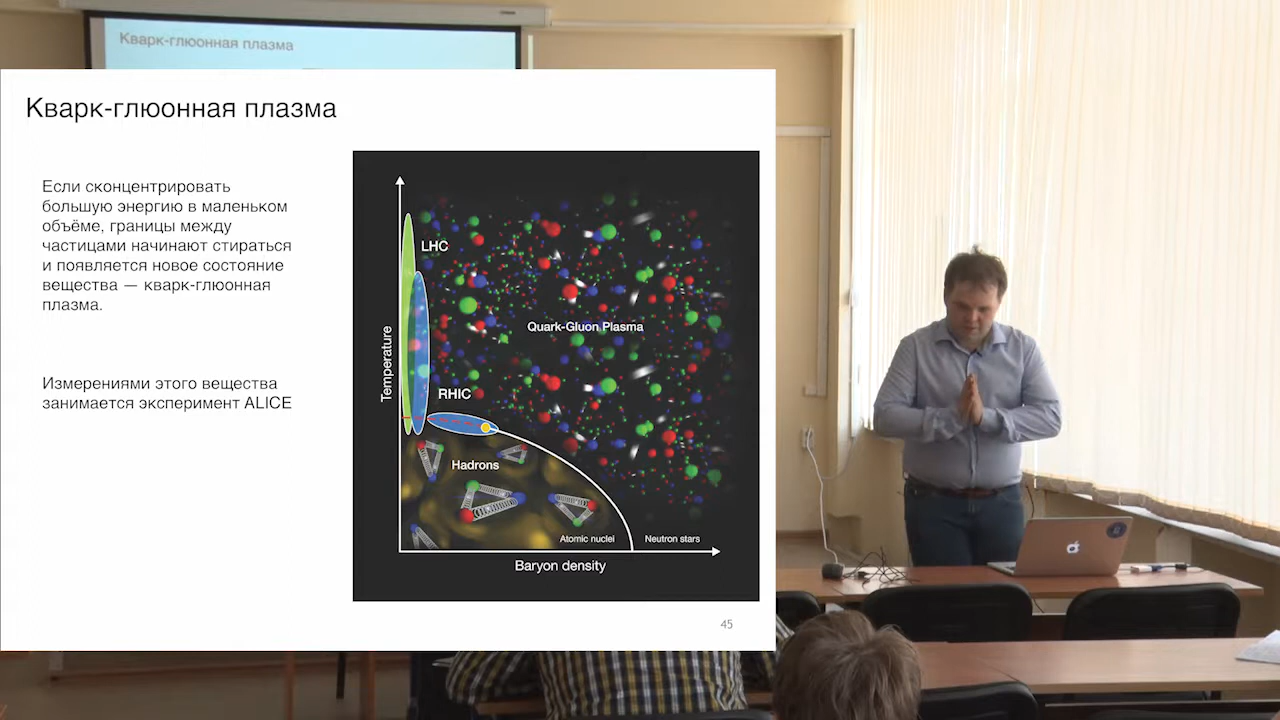 Кварк-глюонная плазма
Кварк-глюонная плазма
Если сконцентрировать
большую энергию в маленьком
объёме, границы между
частицами начинают стираться
и появляется новое состояние
вещества — кварк-глюонная
плазма.
Измерениями этого вещества
занимается эксперимент ALICE
LHC
Quark-Gluon Plasma
Temperature
RHIC
Hadrons
Atomic nuclei
Neutron stars
Baryon density
45